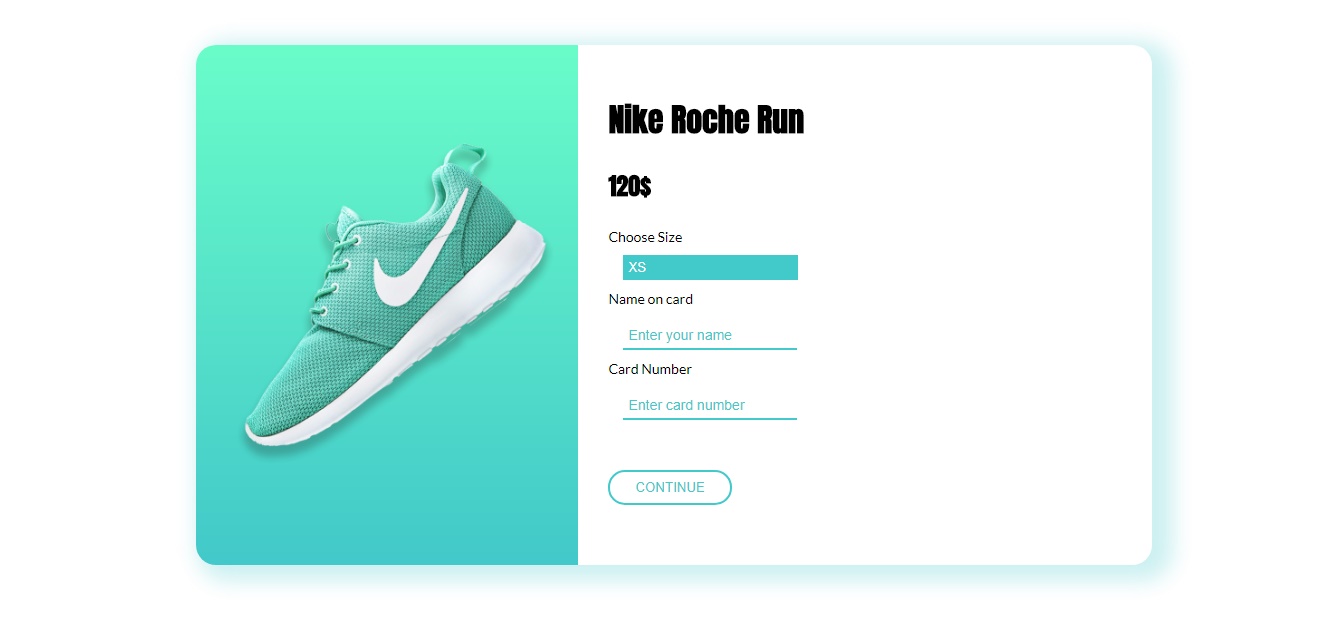 Nike Roche Run
120$
Choose Size
XS
Name on card
Enter your name
Card Number
Enter card number
CONTINUE